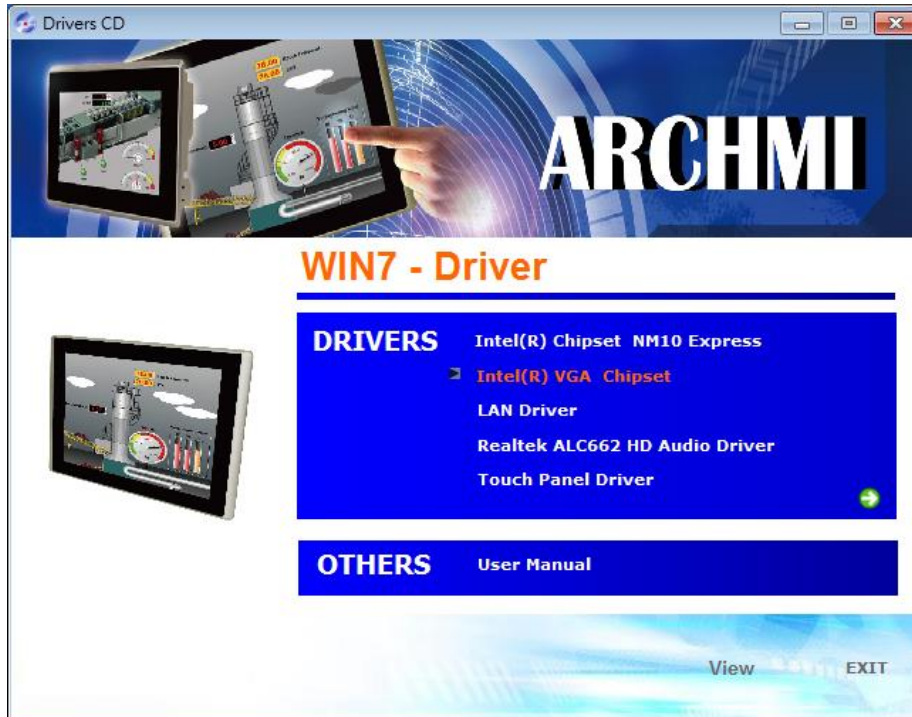 Drivers CD
ARCHMI
WIN7 - Driver
DRIVERS
Intel(R) Chipset NM10 Express
Intel(R) VGA Chipset
LAN Driver
Realtek ALC662 HD Audio Driver
Touch Panel Driver
OTHERS
User Manual
View
EXIT